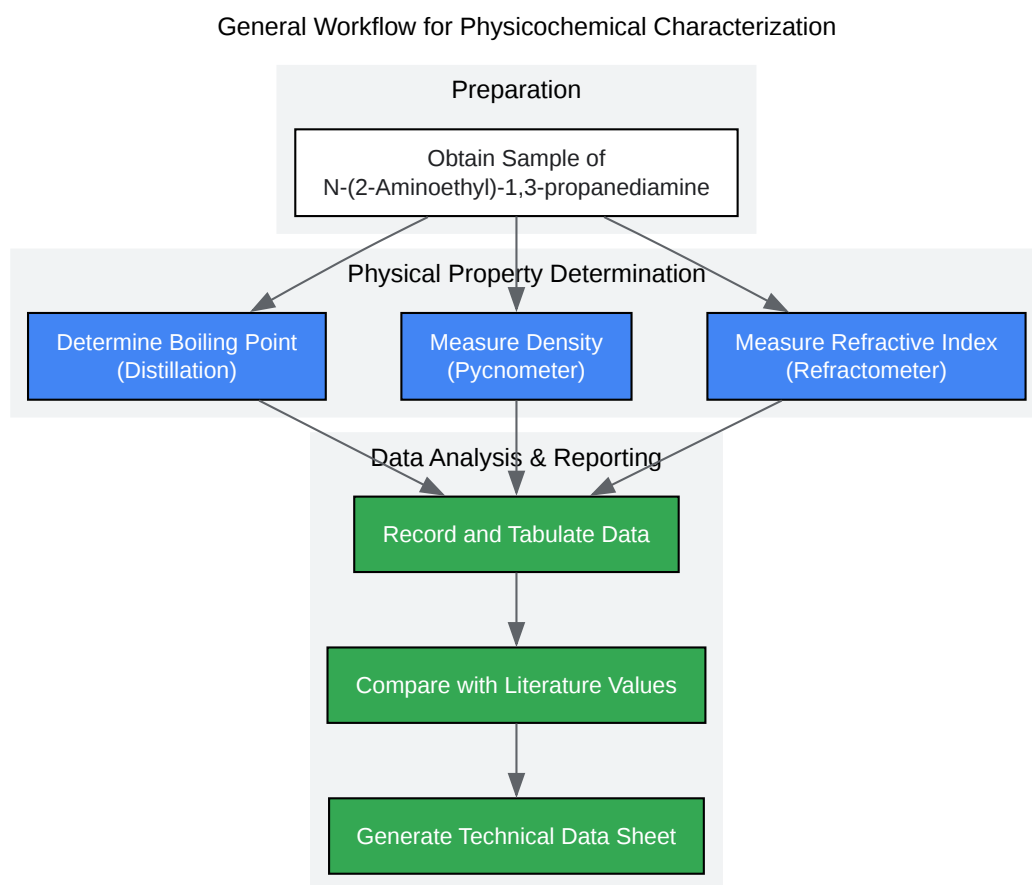 General Workflow for Physicochemical Characterization
Preparation
Obtain Sample of
N-(2-Aminoethyl)-1,3-propanediamine
Physical Property Determination
Determine Boiling Point
(Distillation)
Measure Density
(Pycnometer)
Measure Refractive Index
(Refractometer)
Data Analysis & Reporting
Record and Tabulate Data
Compare with Literature Values
Generate Technical Data Sheet